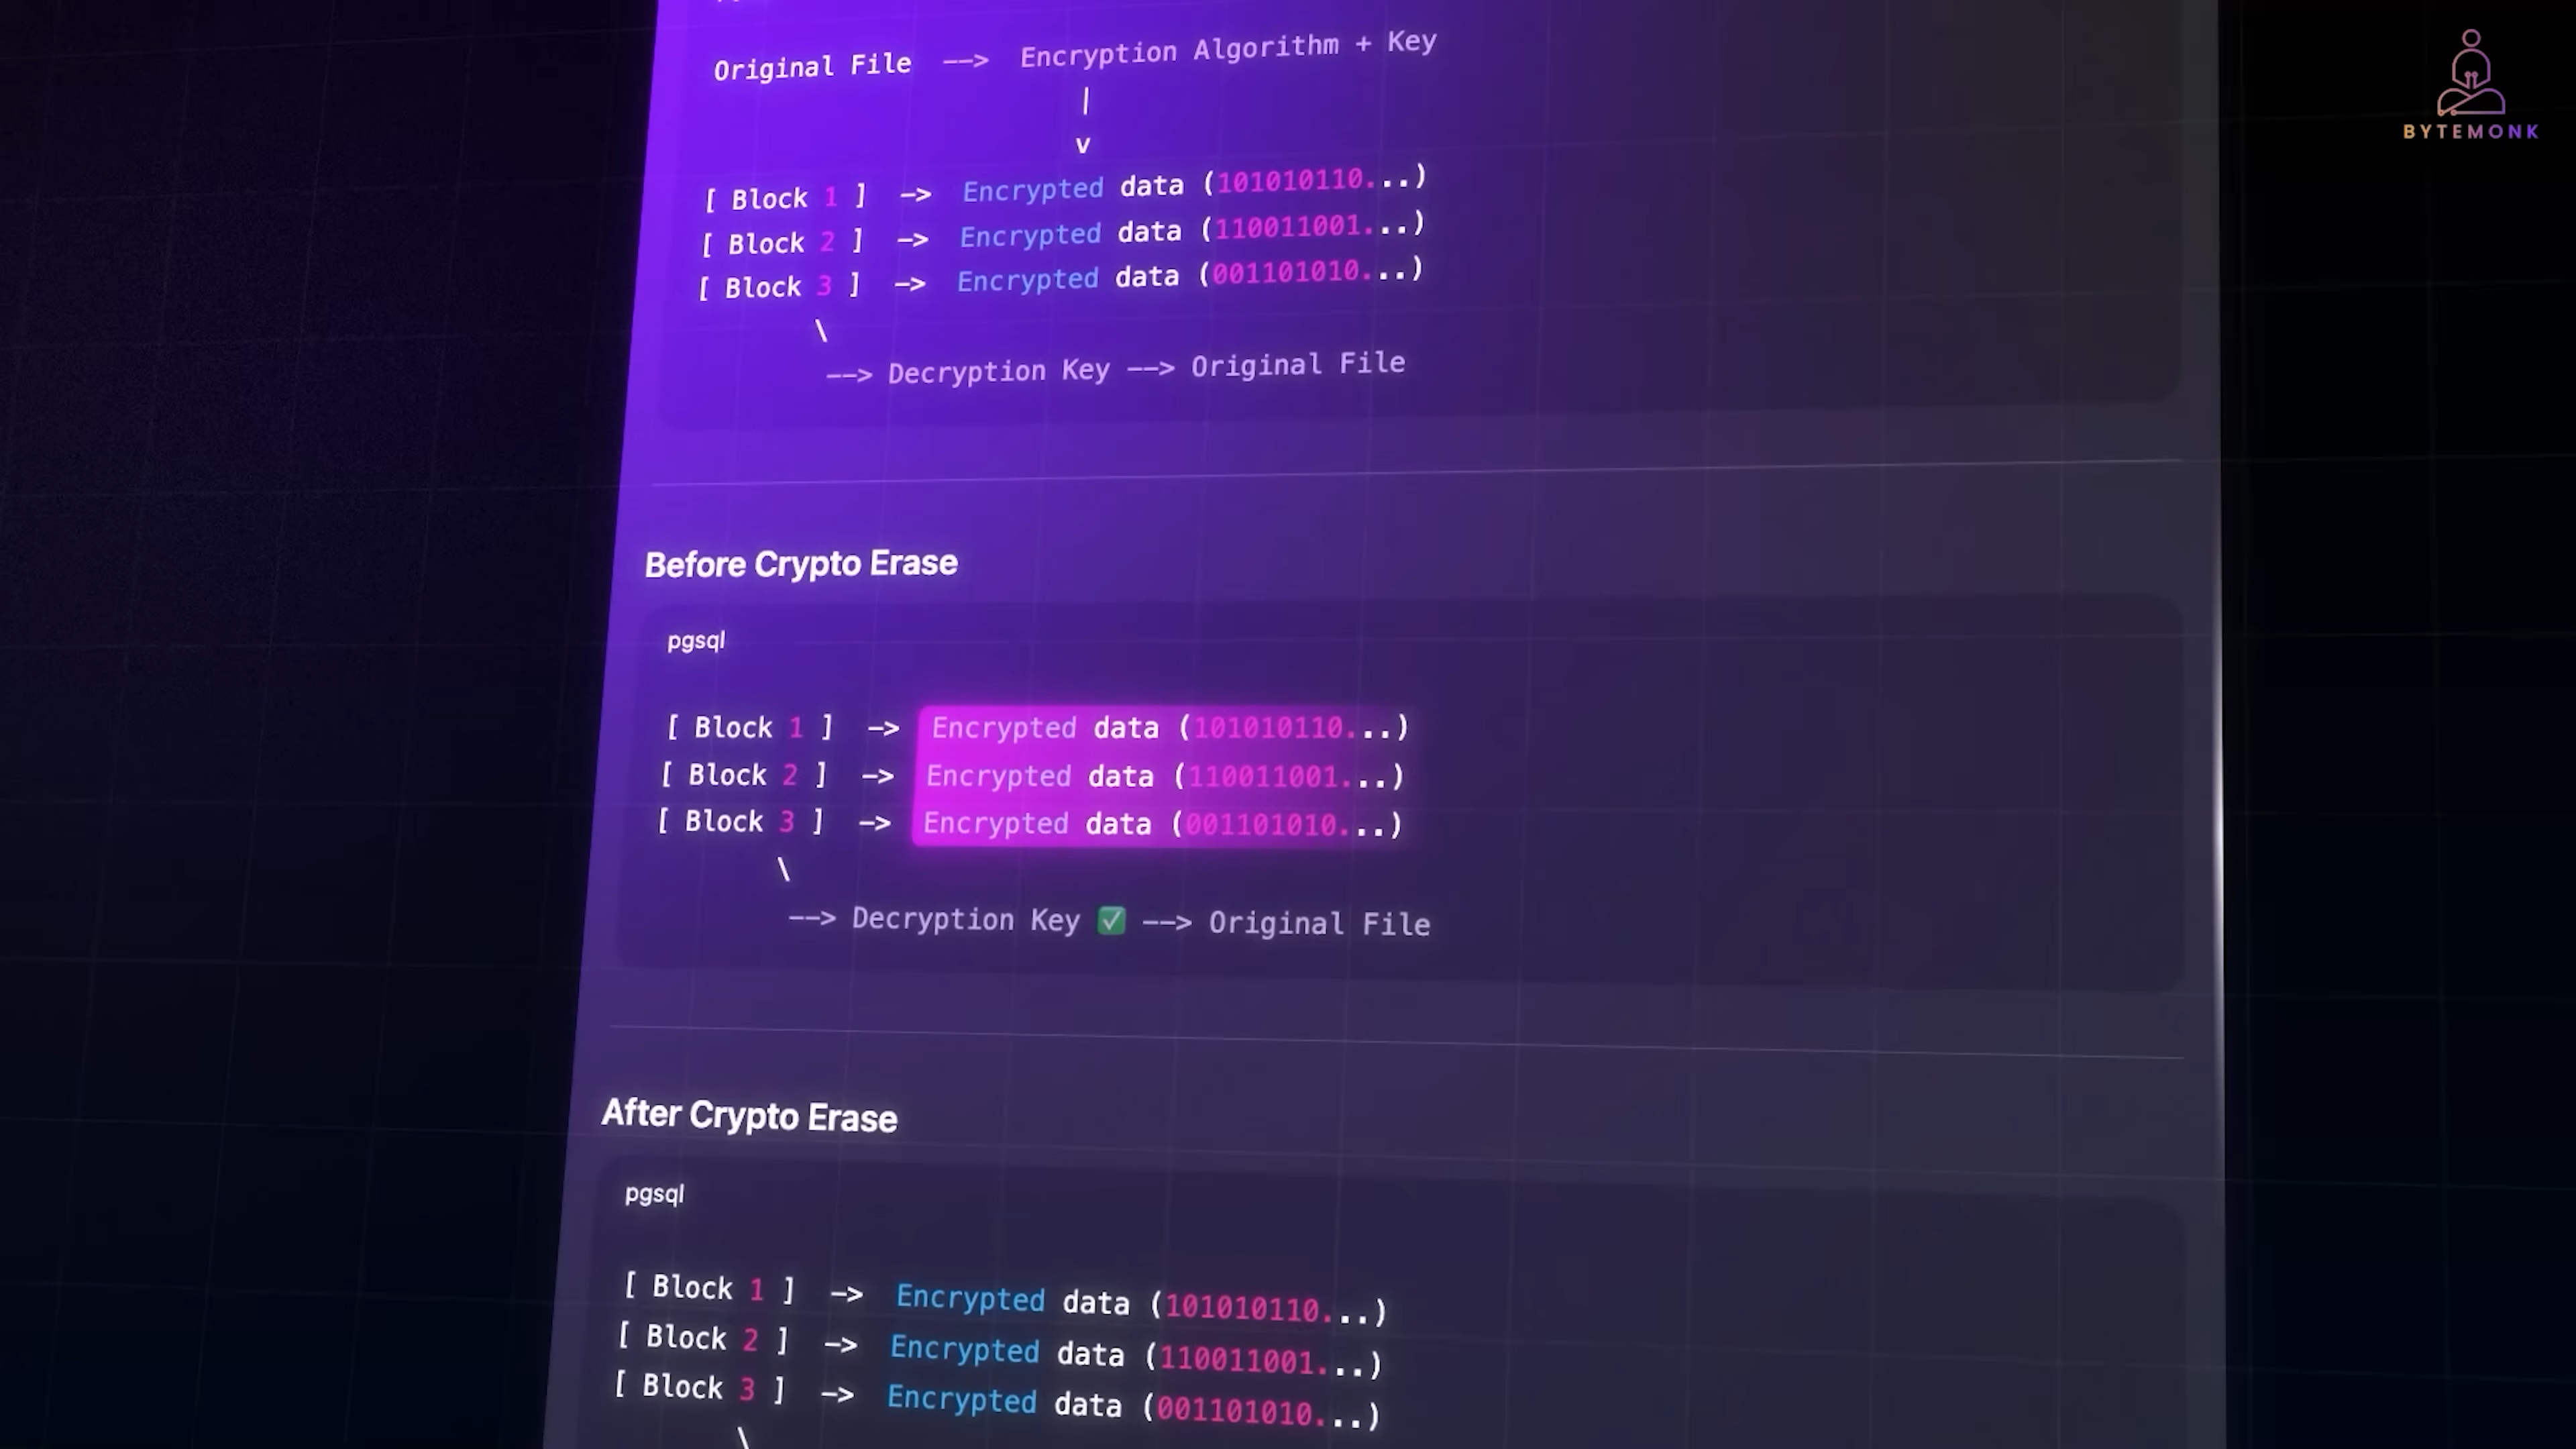 BYTEMONK
Original File --> Encryption Algorithm + Key
|
v
[ Block 1 ] -> Encrypted data (101010110...)
[ Block 2 ] -> Encrypted data (110011001...)
[ Block 3 ] -> Encrypted data (001101010...)
\
--> Decryption Key --> Original File
Before Crypto Erase
pgsql
[ Block 1 ] -> Encrypted data (101010110...)
[ Block 2 ] -> Encrypted data (110011001...)
[ Block 3 ] -> Encrypted data (001101010...)
\
--> Decryption Key ✅ --> Original File
After Crypto Erase
pgsql
[ Block 1 ] -> Encrypted data (101010110...)
[ Block 2 ] -> Encrypted data (110011001...)
[ Block 3 ] -> Encrypted data (001101010...)
\